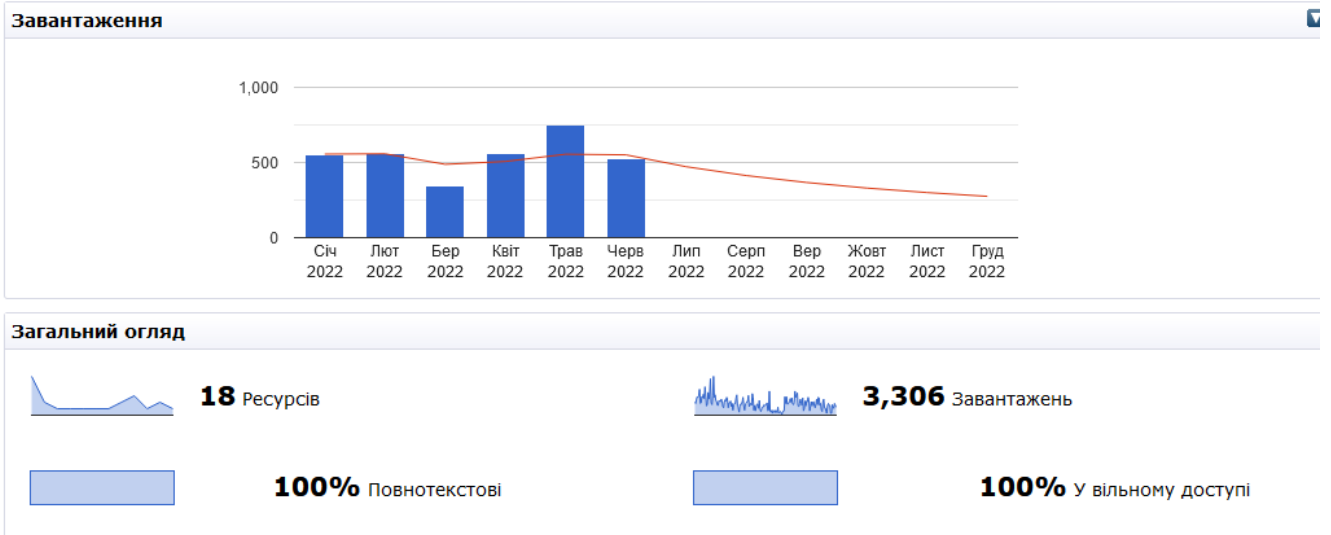 Завантаження
1,000
500
0
Січ Лют Бер Квіт Трав Черв Лип Серп Вер Жовт Лист Груд
2022 2022 2022 2022 2022 2022 2022 2022 2022 2022 2022 2022
Загальний огляд
18 Ресурсів 3,306 Завантажень
100% Повнотекстові 100% У вільному доступі